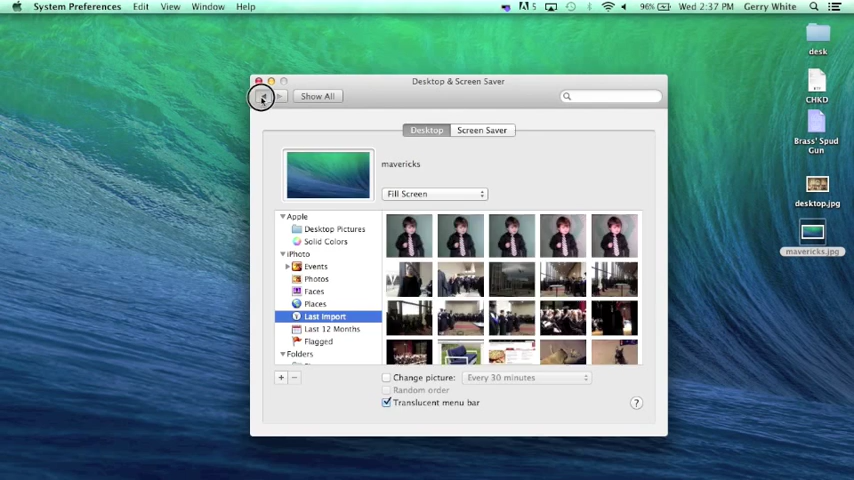 System Preferences Edit View Window Help
5 96% Wed 2:37 PM Gerry White
Desktop & Screen Saver
Show All
Desktop Screen Saver
mavericks
Fill Screen
Apple
Desktop Pictures
Solid Colors
iPhoto
Events
Photos
Faces
Places
Last Import
Last 12 Months
Flagged
Folders
+ −
Change picture: Every 30 minutes
Random order
Translucent menu bar
?
desk
CHKD
Brass' Spud
Gun
desktop.jpg
mavericks.jpg